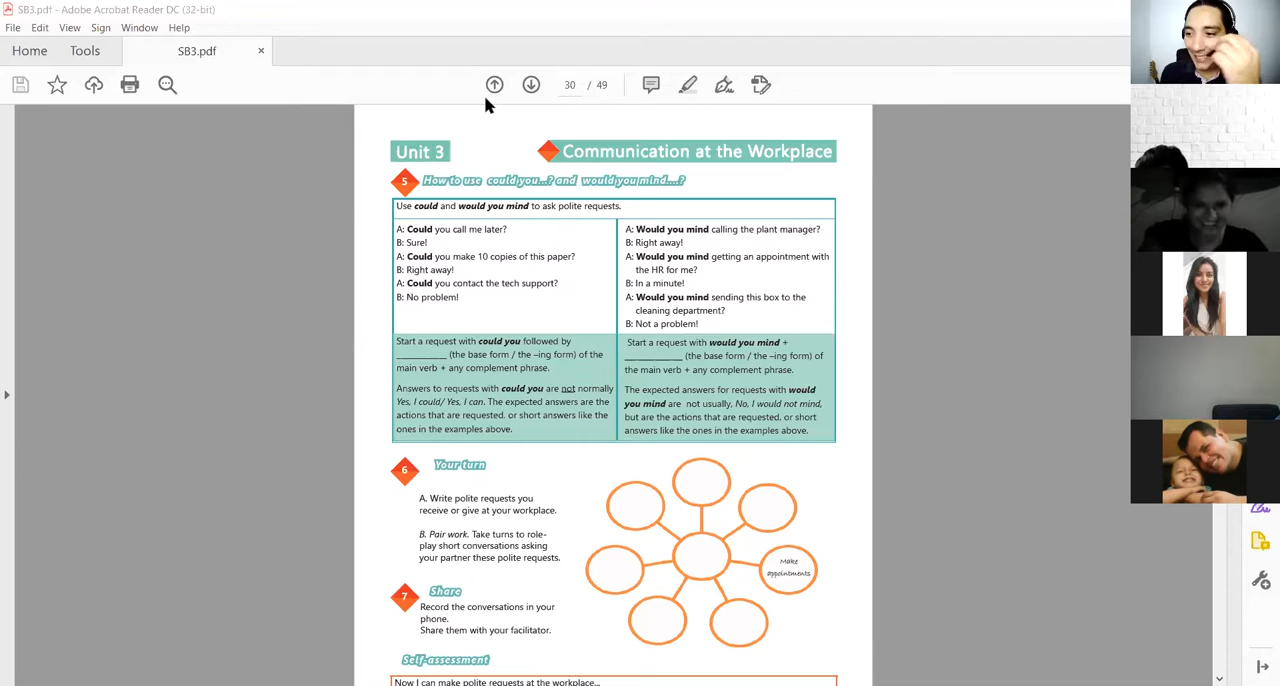 SB3.pdf - Adobe Acrobat Reader DC (32-bit)
File Edit View Sign Window Help
Home Tools SB3.pdf ×
30 / 49
Unit 3 Communication at the Workplace
5 How to use could you...? and would you mind....?
Use could and would you mind to ask polite requests.
A: Could you call me later?
B: Sure!
A: Could you make 10 copies of this paper?
B: Right away!
A: Could you contact the tech support?
B: No problem!
A: Would you mind calling the plant manager?
B: Right away!
A: Would you mind getting an appointment with
the HR for me?
B: In a minute!
A: Would you mind sending this box to the
cleaning department?
B: Not a problem!
Start a request with could you followed by
__________ (the base form / the –ing form) of the
main verb + any complement phrase.
Answers to requests with could you are not normally
Yes, I could/ Yes, I can. The expected answers are the
actions that are requested. or short answers like the
ones in the examples above.
Start a request with would you mind +
____________ (the base form / the –ing form) of
the main verb + any complement phrase.
The expected answers for requests with would
you mind are not usually, No, I would not mind,
but are the actions that are requested. or short
answers like the ones in the examples above.
6 Your turn
A. Write polite requests you
receive or give at your workplace.
B. Pair work. Take turns to role-
play short conversations asking
your partner these polite requests.
Make
appointments
7 Share
Record the conversations in your
phone.
Share them with your facilitator.
Self-assessment
Now I can make polite requests at the workplace...